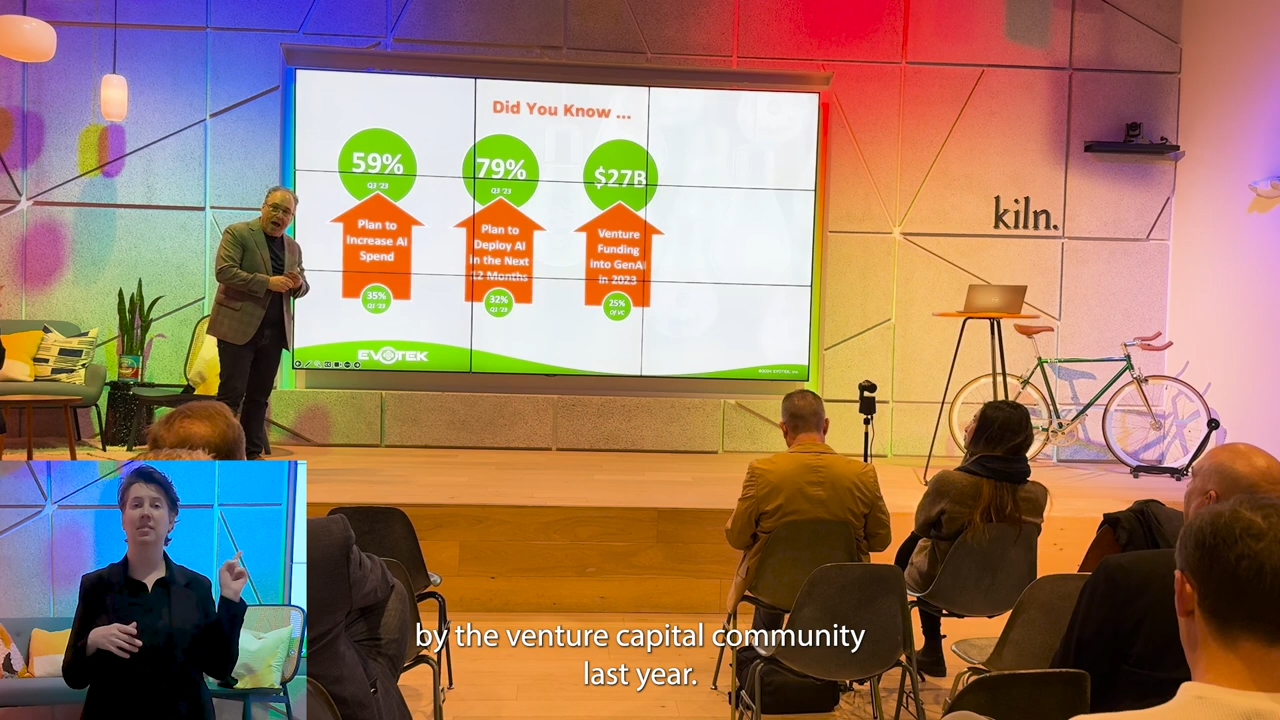 Did You Know ...
59%
Q3 '23
Plan to
Increase AI
Spend
35%
Q1 '23
79%
Q3 '23
Plan to
Deploy AI
in the Next
12 Months
32%
Q1 '23
$27B
Venture
Funding
into GenAI
in 2023
25%
Of VC
EVOTEK
kiln.
by the venture capital community
last year.